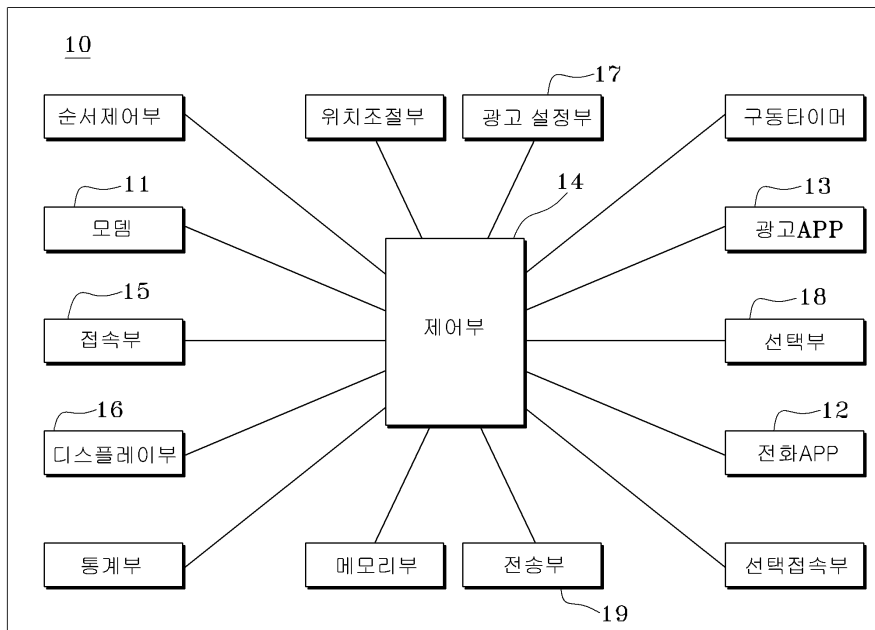 10
17
순서제어부
위치조절부
광고 설정부
구동타이머
11
14
13
모뎀
광고APP
15
18
접속부
제어부
선택부
16
12
디스플레이부
전화APP
통계부
메모리부
전송부
선택접속부
19